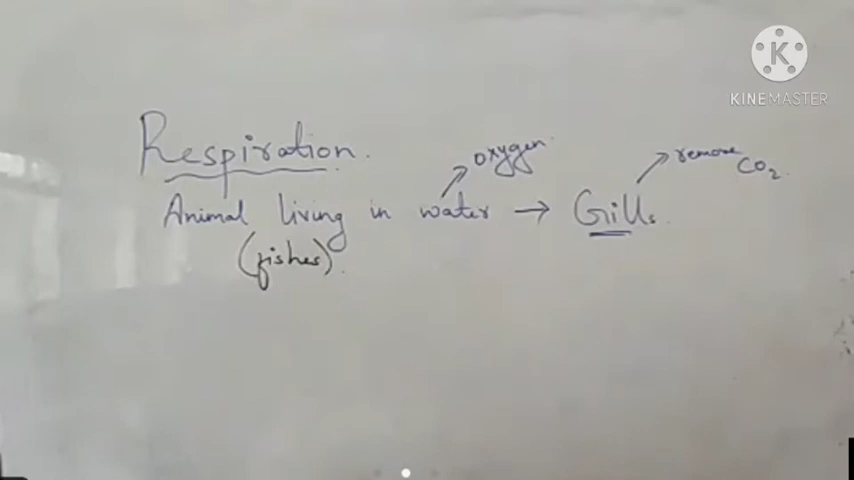 KINEMASTER
Respiration.
oxygen.
remove CO2.
Animal living in water → Gills.
(fishes).